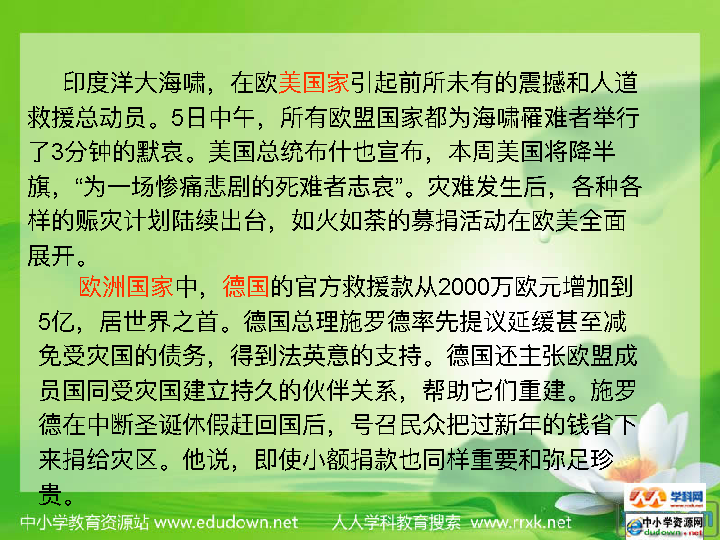 印度洋大海啸，在欧美国家引起前所未有的震撼和人道
救援总动员。5日中午，所有欧盟国家都为海啸罹难者举行
了3分钟的默哀。美国总统布什也宣布，本周美国将降半
旗，“为一场惨痛悲剧的死难者志哀”。灾难发生后，各种各
样的赈灾计划陆续出台，如火如荼的募捐活动在欧美全面
展开。
欧洲国家中，德国的官方救援款从2000万欧元增加到
5亿，居世界之首。德国总理施罗德率先提议延缓甚至减
免受灾国的债务，得到法英意的支持。德国还主张欧盟成
员国同受灾国建立持久的伙伴关系，帮助它们重建。施罗
德在中断圣诞休假赶回国后，号召民众把过新年的钱省下
来捐给灾区。他说，即使小额捐款也同样重要和弥足珍
贵。
学科网
www.rrxk.net
中小学资源网
edudown.net
中小学教育资源站 www.edudown.net 人人学科教育搜索 www.rrxk.net